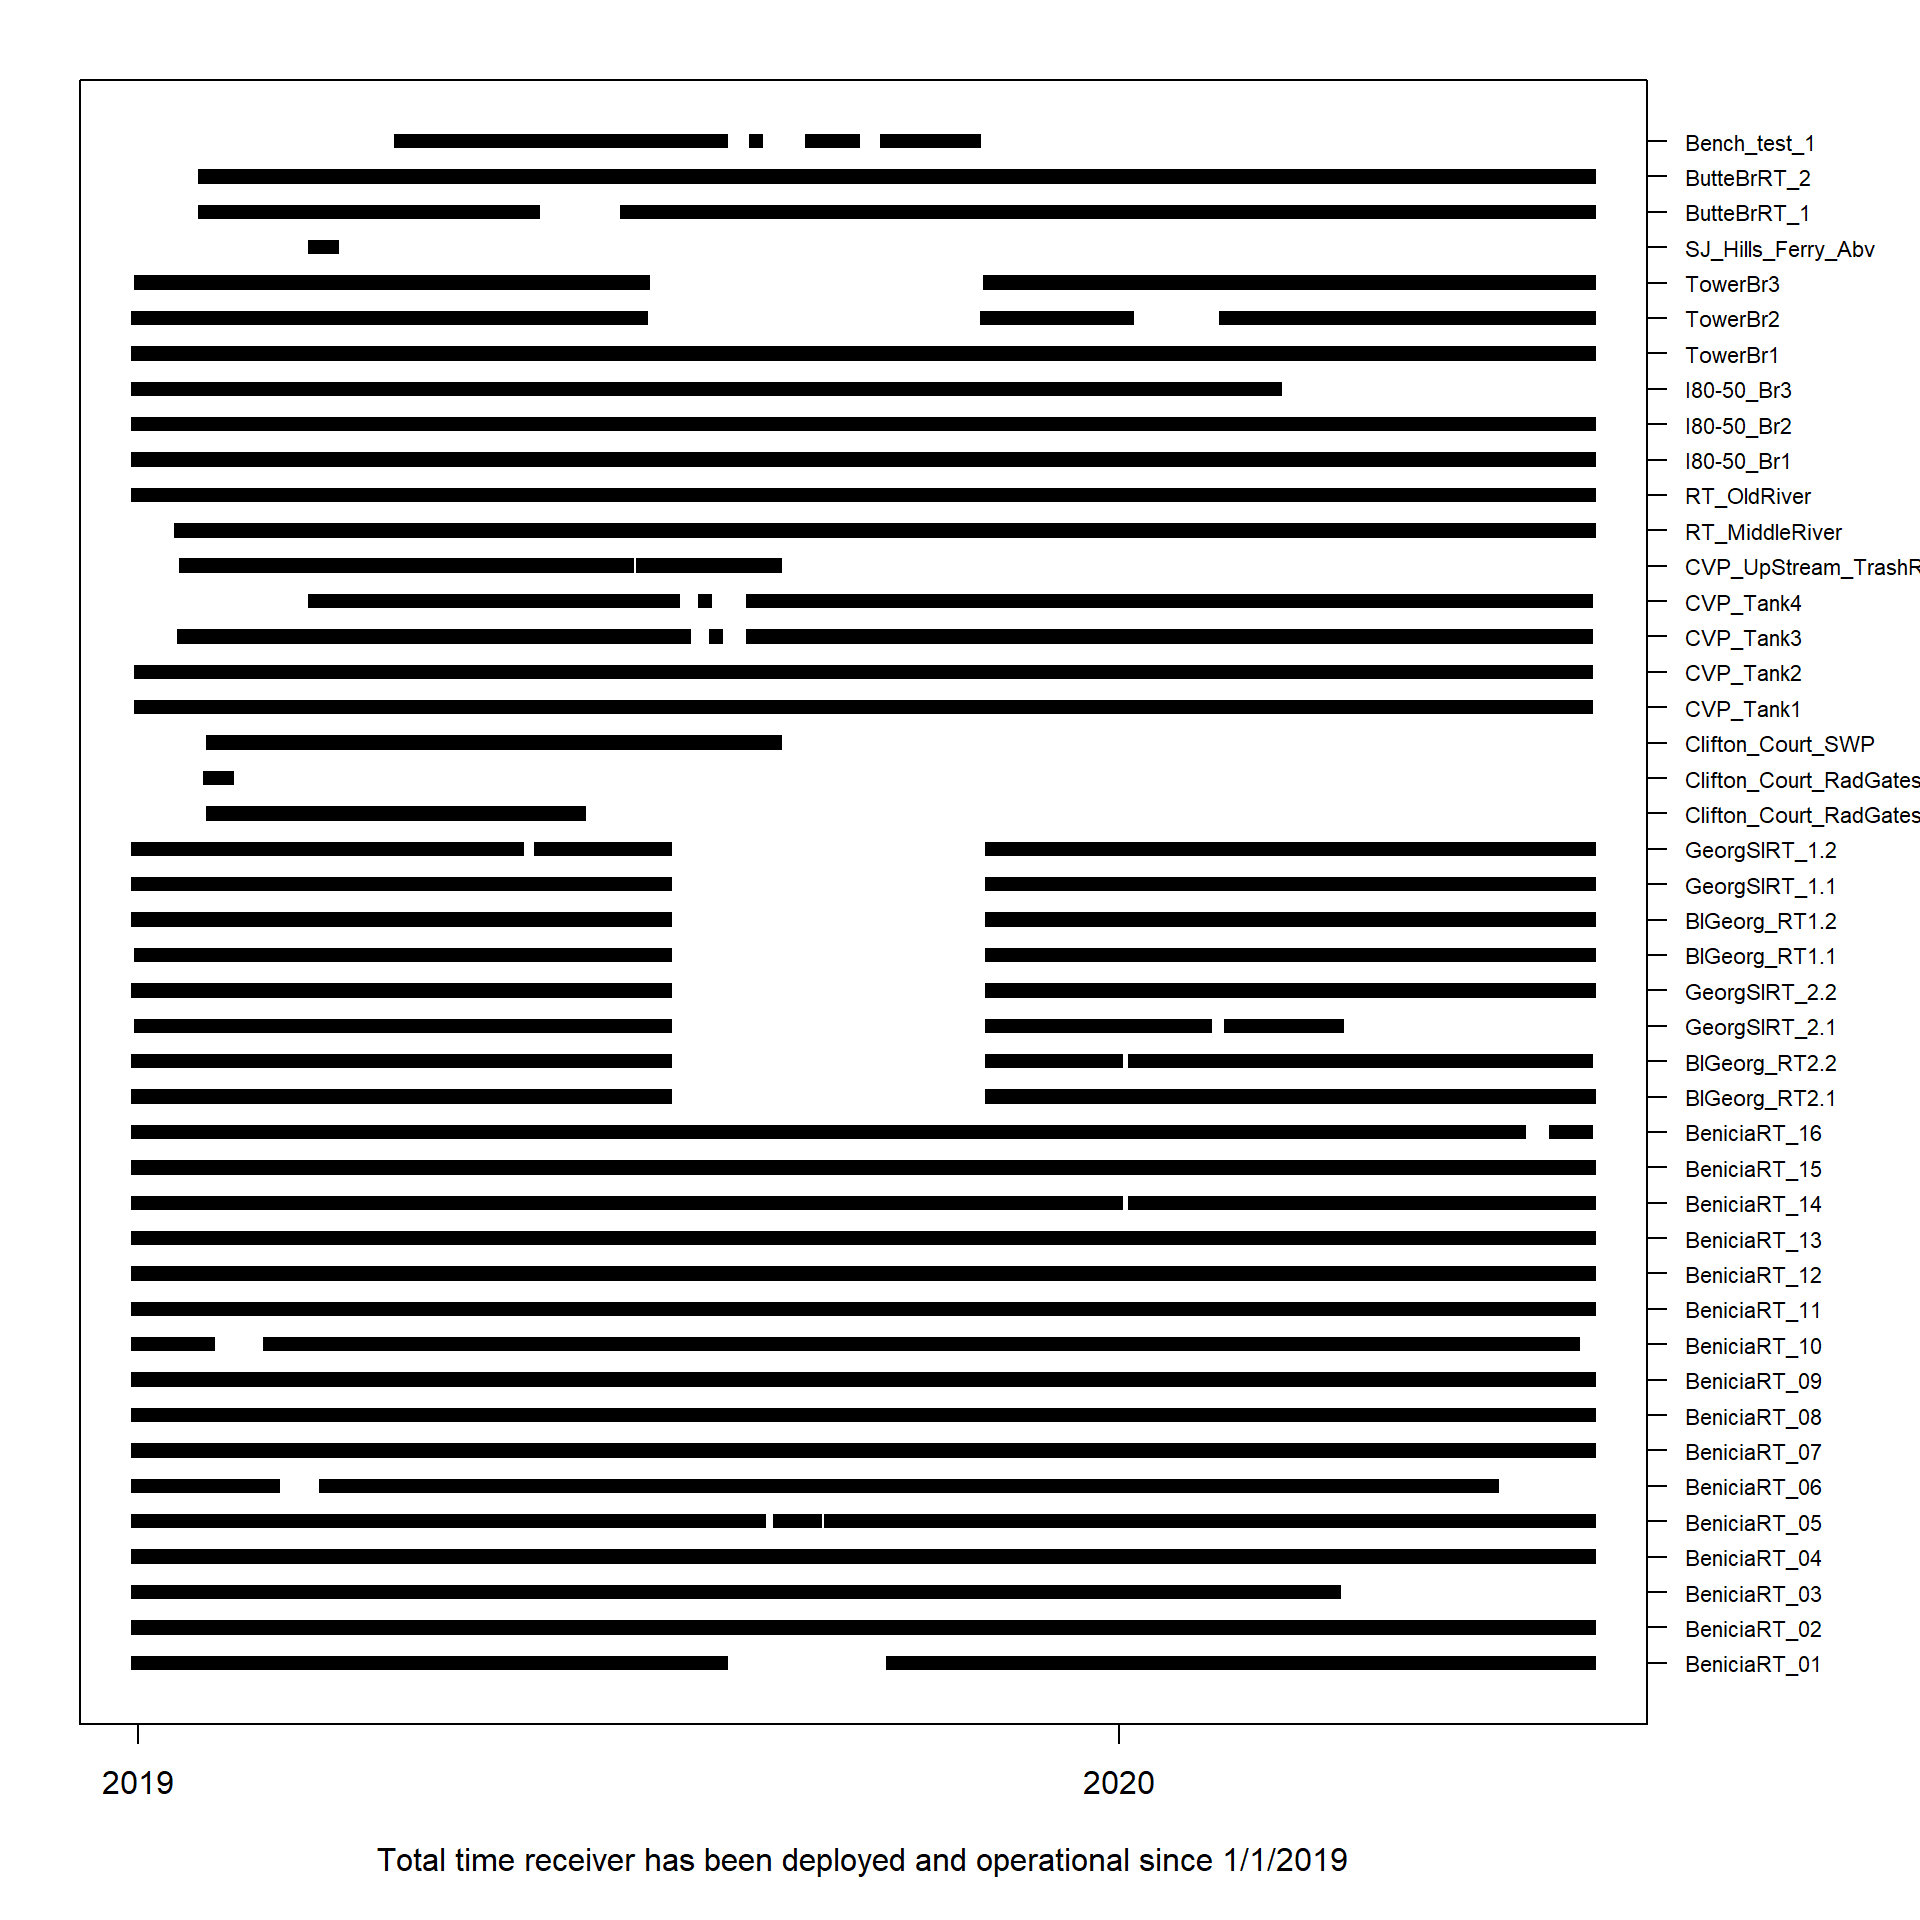 Bench_test_1
ButteBrRT_2
ButteBrRT_1
SJ_Hills_Ferry_Abv
TowerBr3
TowerBr2
TowerBr1
I80-50_Br3
I80-50_Br2
I80-50_Br1
RT_OldRiver
RT_MiddleRiver
CVP_UpStream_TrashR
CVP_Tank4
CVP_Tank3
CVP_Tank2
CVP_Tank1
Clifton_Court_SWP
Clifton_Court_RadGates
Clifton_Court_RadGates
GeorgSlRT_1.2
GeorgSlRT_1.1
BlGeorg_RT1.2
BlGeorg_RT1.1
GeorgSlRT_2.2
GeorgSlRT_2.1
BlGeorg_RT2.2
BlGeorg_RT2.1
BeniciaRT_16
BeniciaRT_15
BeniciaRT_14
BeniciaRT_13
BeniciaRT_12
BeniciaRT_11
BeniciaRT_10
BeniciaRT_09
BeniciaRT_08
BeniciaRT_07
BeniciaRT_06
BeniciaRT_05
BeniciaRT_04
BeniciaRT_03
BeniciaRT_02
BeniciaRT_01
2019 2020
Total time receiver has been deployed and operational since 1/1/2019